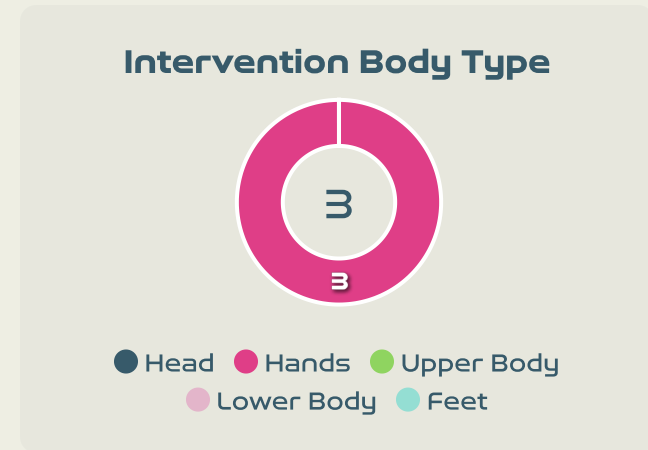 Intervention Body Type
3
3
Head Hands Upper Body
Lower Body Feet